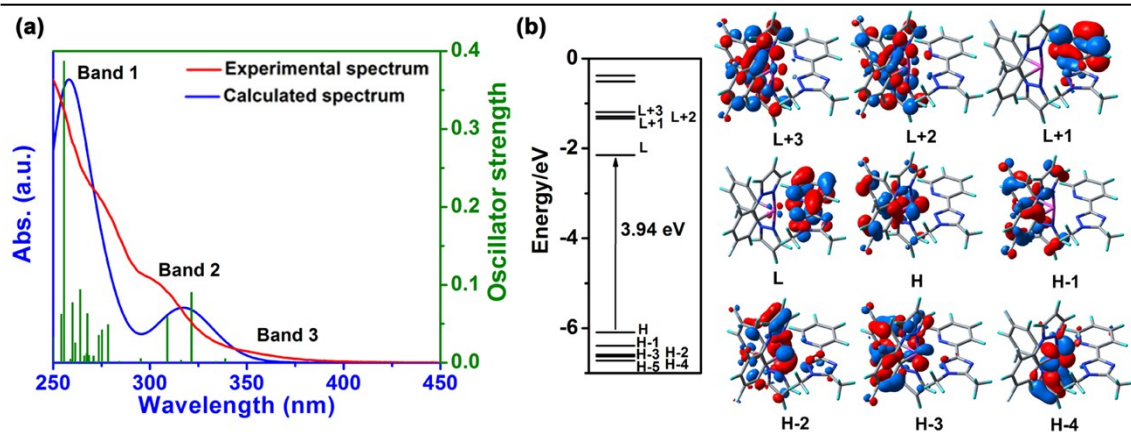 (a)
Band 1
Experimental spectrum
Calculated spectrum
Band 2
Band 3
Abs. (a.u.)
250 300 350 400 450
Wavelength (nm)
0.4
0.3
0.2
0.1
0.0
Oscillator strength
(b)
Energy/eV
0
-2
-4
-6
L+3
L+1 L+2
L
3.94 eV
H
H-1
H-3 H-2
H-5 H-4
L+3 L+2 L+1
L H H-1
H-2 H-3 H-4